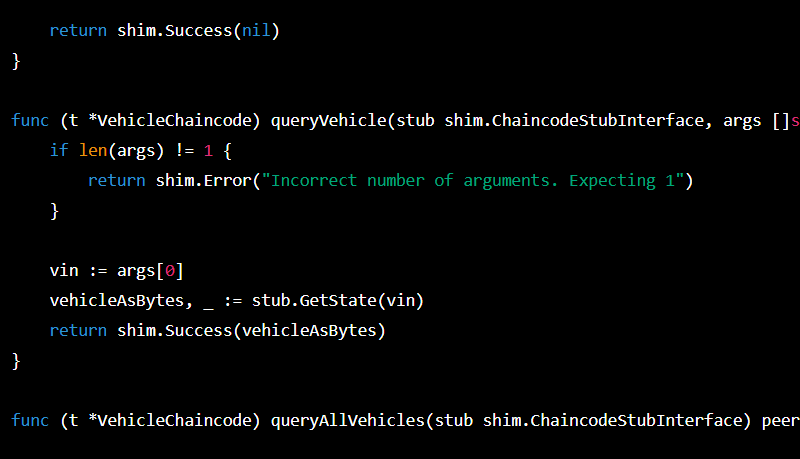 return shim.Success(nil)
}
func (t *VehicleChaincode) queryVehicle(stub shim.ChaincodeStubInterface, args []s
if len(args) != 1 {
return shim.Error("Incorrect number of arguments. Expecting 1")
}
vin := args[0]
vehicleAsBytes, _ := stub.GetState(vin)
return shim.Success(vehicleAsBytes)
}
func (t *VehicleChaincode) queryAllVehicles(stub shim.ChaincodeStubInterface) peer